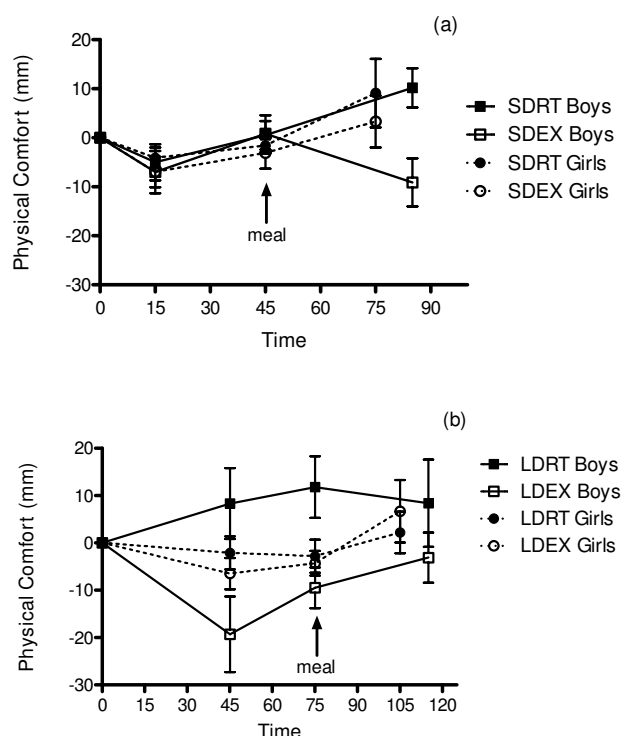 (a)
20
10
0
-10
-20
-30
Physical Comfort (mm)
meal
0 15 30 45 60 75 90
Time
SDRT Boys
SDEX Boys
SDRT Girls
SDEX Girls
(b)
20
10
0
-10
-20
-30
Physical Comfort (mm)
meal
0 15 30 45 60 75 90 105 120
Time
LDRT Boys
LDEX Boys
LDRT Girls
LDEX Girls